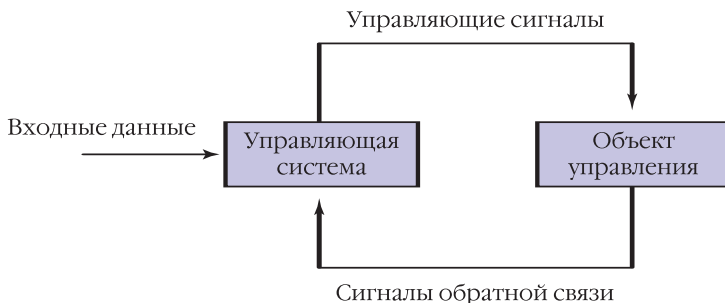 Управляющие сигналы
Входные данные
Управляющая
система
Объект
управления
Сигналы обратной связи